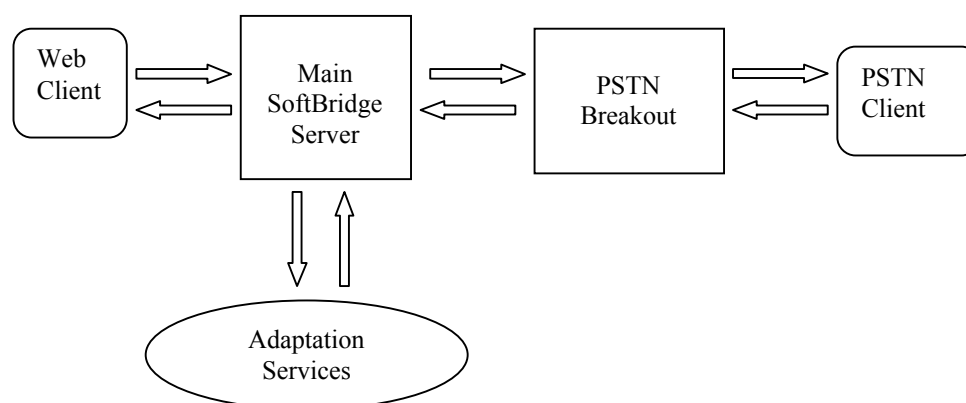 Web
Client
Main
SoftBridge
Server
PSTN
Breakout
PSTN
Client
Adaptation
Services